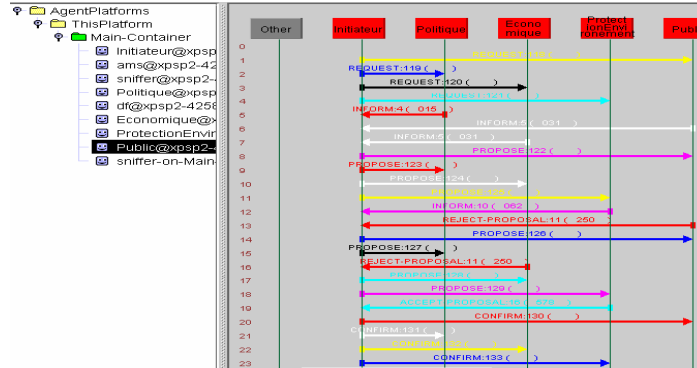 AgentPlatforms
ThisPlatform
Main-Container
Initiateur@xpsp
ams@xpsp2-42
sniffer@xpsp2-4
Politique@xpsp
df@xpsp2-4258
Economique@x
ProtectionEnvir
Public@xpsp2-4
sniffer-on-Main-
Other
Initiateur
Politique
Econo
mique
Protect
ionEnvi
ronement
Publ
0
1 REQUEST:118 ( )
2 REQUEST:119 ( )
3 REQUEST:120 ( )
4 REQUEST:121 ( )
5 INFORM:4 ( 015 )
6 INFORM:5 ( 031 )
7 INFORM:5 ( 031 )
8 PROPOSE:122 ( )
9 PROPOSE:123 ( )
10 PROPOSE:124 ( )
11 PROPOSE:125 ( )
12 INFORM:10 ( 062 )
13 REJECT-PROPOSAL:11 ( 250 )
14 PROPOSE:126 ( )
15 PROPOSE:127 ( )
16 REJECT-PROPOSAL:11 ( 250 )
17 PROPOSE:128 ( )
18 PROPOSE:129 ( )
19 ACCEPT-PROPOSAL:16 ( 678 )
20 CONFIRM:130 ( )
21 CONFIRM:131 ( )
22 CONFIRM:132 ( )
23 CONFIRM:133 ( )